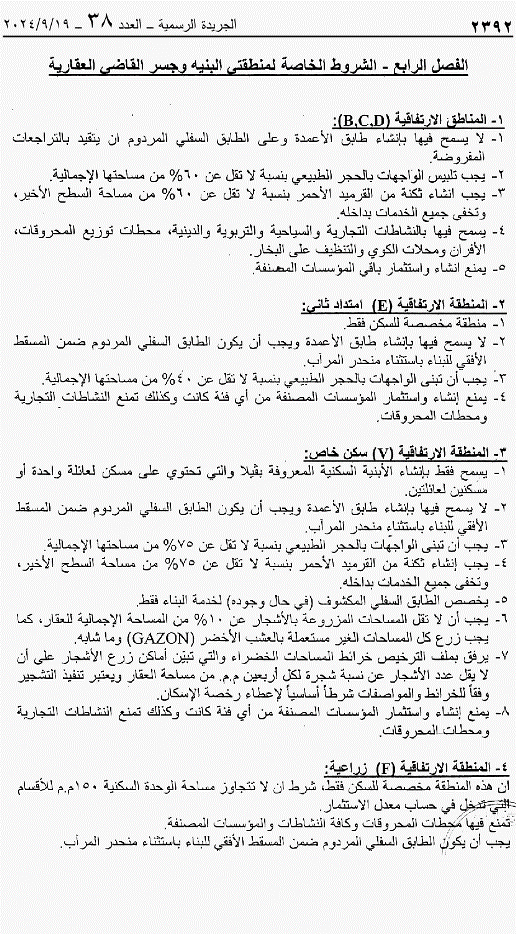 ٢٣٩٢ الجريدة الرسمية ــ العدد ٣٨ ــ ٢٠٢٤/٩/١٩
الفصل الرابع - الشروط الخاصة لمنطقتي البنيه وجسر القاضي العقارية
١- المناطق الارتفاقية (B,C,D):
١- لا يسمح فيها بإنشاء طابق الأعمدة وعلى الطابق السفلي المردوم ان يتقيد بالتراجعات
المفروضة.
٢- يجب تلبيس الواجهات بالحجر الطبيعي بنسبة لا تقل عن ٦٠% من مساحتها الإجمالية.
٣- يجب انشاء ثكنة من القرميد الأحمر بنسبة لا تقل عن ٦٠% من مساحة السطح الأخير،
وتخفى جميع الخدمات بداخله.
٤- يسمح فيها بالنشاطات التجارية والسياحية والتربوية والدينية، محطات توزيع المحروقات،
الأفران ومحلات الكوي والتنظيف على البخار.
٥- يمنع انشاء واستثمار باقي المؤسسات المصنفة.
٢- المنطقة الارتفاقية (E) امتداد ثاني:
١- منطقة مخصصة للسكن فقط.
٢- لا يسمح فيها بإنشاء طابق الأعمدة ويجب أن يكون الطابق السفلي المردوم ضمن المسقط
الأفقي للبناء باستثناء منحدر المرآب.
٣- يجب أن تبنى الواجهات بالحجر الطبيعي بنسبة لا تقل عن ٤٠% من مساحتها الإجمالية.
٤- يمنع إنشاء واستثمار المؤسسات المصنفة من أي فئة كانت وكذلك تمنع النشاطات التجارية
ومحطات المحروقات.
٣- المنطقة الارتفاقية (V) سكن خاص:
١- يسمح فقط بإنشاء الأبنية السكنية المعروفة بڤيلا والتي تحتوي على مسكن لعائلة واحدة أو
مسكنين لعائلتين.
٢- لا يسمح فيها بإنشاء طابق الأعمدة ويجب أن يكون الطابق السفلي المردوم ضمن المسقط
الأفقي للبناء باستثناء منحدر المرآب.
٣- يجب أن تبنى الواجهات بالحجر الطبيعي بنسبة لا تقل عن ٧٥% من مساحتها الإجمالية.
٤- يجب إنشاء ثكنة من القرميد الأحمر بنسبة لا تقل عن ٧٥% من مساحة السطح الأخير،
وتخفى جميع الخدمات بداخله.
٥- يخصص الطابق السفلي المكشوف (في حال وجوده) لخدمة البناء فقط.
٦- يجب أن لا تقل المساحات المزروعة بالأشجار عن ١٠% من المساحة الإجمالية للعقار، كما
يجب زرع كل المساحات الغير مستعملة بالعشب الأخضر (GAZON) وما شابه.
٧- يرفق بملف الترخيص خرائط المساحات الخضراء والتي تبيّن أماكن زرع الأشجار على أن
لا يقل عدد الأشجار عن نسبة شجرة لكل أربعين م.م. من مساحة العقار ويعتبر تنفيذ التشجير
وفقاً للخرائط والمواصفات شرطاً أساسياً لإعطاء رخصة الإسكان.
٨- يمنع إنشاء واستثمار المؤسسات المصنفة من أي فئة كانت وكذلك تمنع النشاطات التجارية
ومحطات المحروقات.
٤- المنطقة الارتفاقية (F) زراعية:
ان هذه المنطقة مخصصة للسكن فقط، شرط ان لا تتجاوز مساحة الوحدة السكنية ١٥٠م.م للأقسام
التي تدخل في حساب معدل الاستثمار.
تمنع فيها محطات المحروقات وكافة النشاطات والمؤسسات المصنفة.
يجب أن يكون الطابق السفلي المردوم ضمن المسقط الأفقي للبناء باستثناء منحدر المرآب.